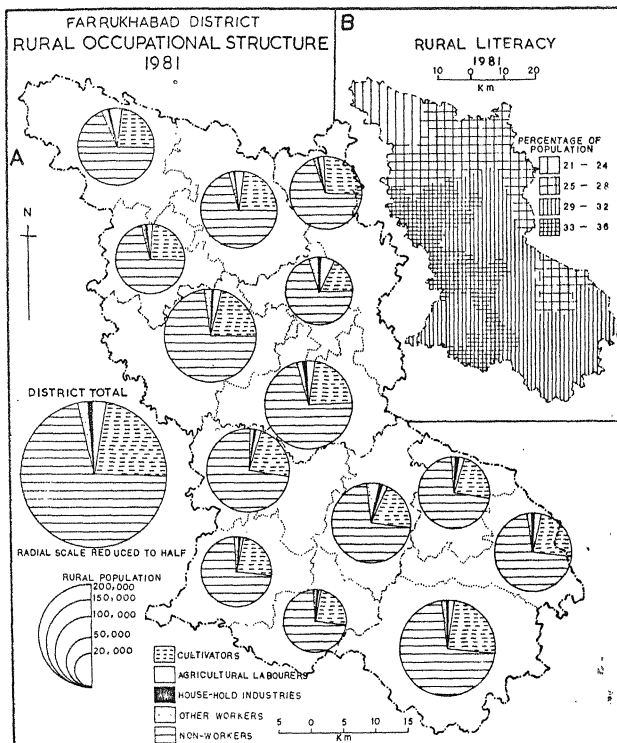 FARRUKHABAD DISTRICT
RURAL OCCUPATIONAL STRUCTURE
1981
A
N
DISTRICT TOTAL
RADIAL SCALE REDUCED TO HALF
RURAL POPULATION
200,000
150,000
100,000
50,000
20,000
CULTIVATORS
AGRICULTURAL LABOURERS
HOUSE-HOLD INDUSTRIES
OTHER WORKERS
NON-WORKERS
5 0 5 10 15
Km
B
RURAL LITERACY
1981
10 0 10 20
Km
PERCENTAGE OF
POPULATION
21 - 24
25 - 28
29 - 32
33 - 36